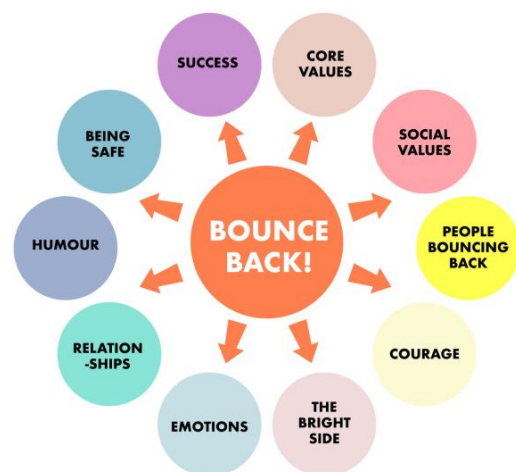 BOUNCE
BACK!
CORE
VALUES
SOCIAL
VALUES
PEOPLE
BOUNCING
BACK
COURAGE
THE
BRIGHT
SIDE
EMOTIONS
RELATION
-SHIPS
HUMOUR
BEING
SAFE
SUCCESS